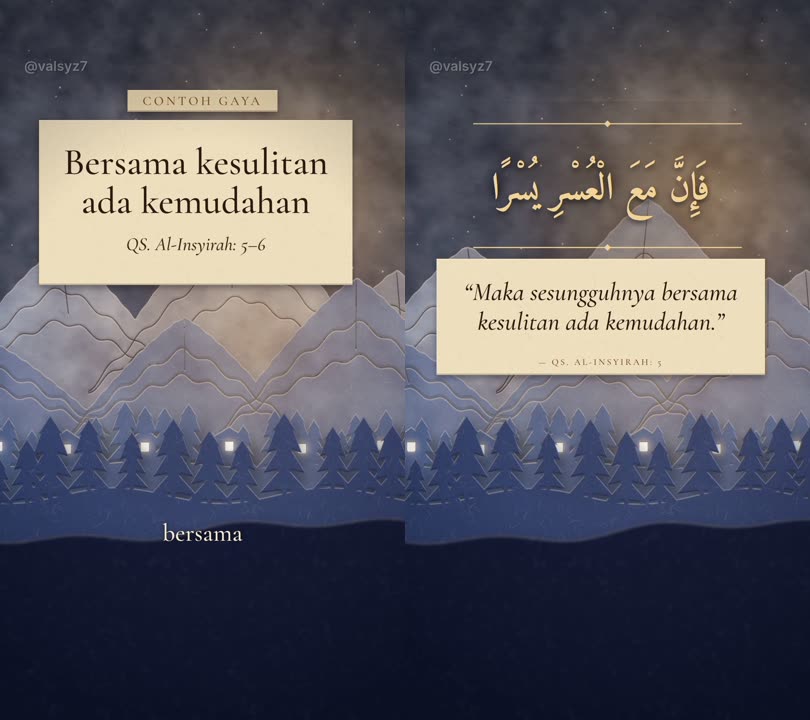 @valsyz7
CONTOH GAYA
Bersama kesulitan
ada kemudahan
QS. Al-Insyirah: 5–6
bersama
@valsyz7
فَإِنَّ مَعَ الْعُسْرِ يُسْرًا
“Maka sesungguhnya bersama
kesulitan ada kemudahan.”
— QS. AL-INSYIRAH: 5